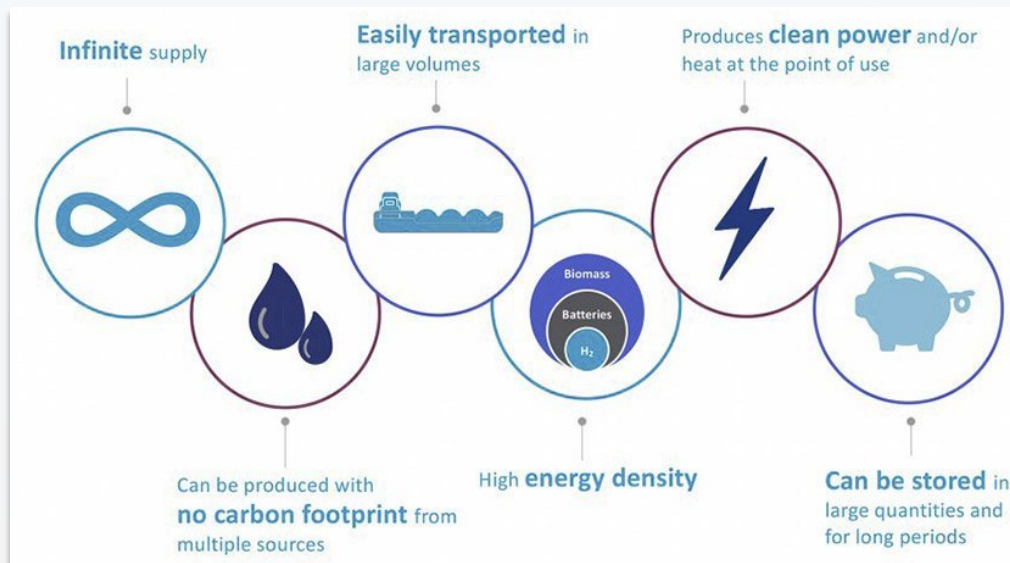 Infinite supply
Easily transported in
large volumes
Produces clean power and/or
heat at the point of use
Biomass
Batteries
H₂
Can be produced with
no carbon footprint from
multiple sources
High energy density
Can be stored in
large quantities and
for long periods